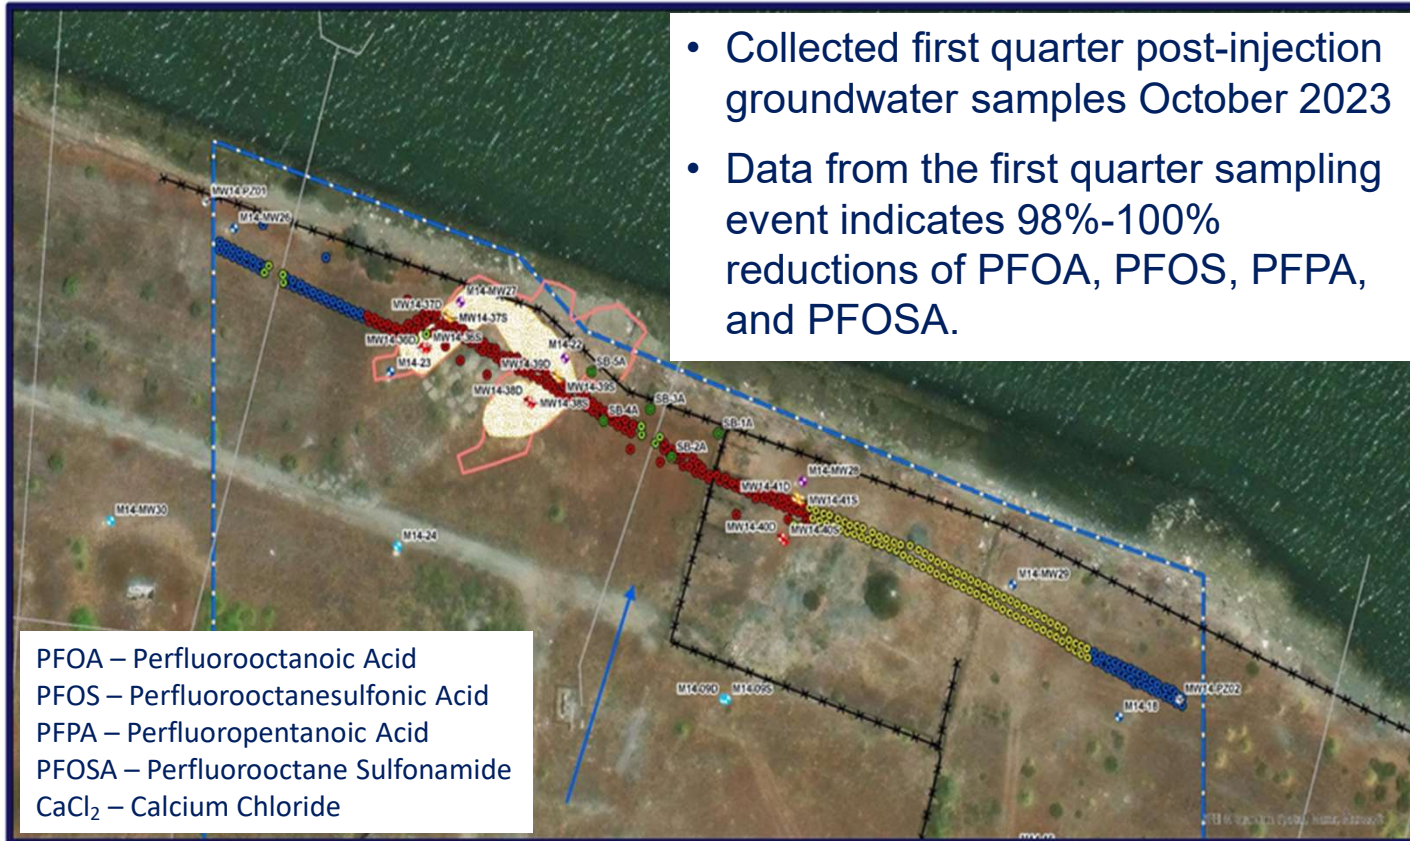 • Collected first quarter post-injection
groundwater samples October 2023
• Data from the first quarter sampling
event indicates 98%-100%
reductions of PFOA, PFOS, PFPA,
and PFOSA.
MW14-PZ01
M14-MW26
M14-MW27
MW14-37D
MW14-37S
MW14-36D
MW14-36S
M14-22
M14-23
MW14-39D
SB-5A
MW14-39S
MW14-38D
MW14-38S
SB-3A
SB-4A
SB-1A
SB-2A
M14-MW28
MW14-41D
MW14-41S
MW14-40D
MW14-40S
M14-MW30
M14-24
M14-MW29
M14-09D
M14-09S
MW14-PZ02
M14-18
PFOA – Perfluorooctanoic Acid
PFOS – Perfluorooctanesulfonic Acid
PFPA – Perfluoropentanoic Acid
PFOSA – Perfluorooctane Sulfonamide
CaCl₂ – Calcium Chloride